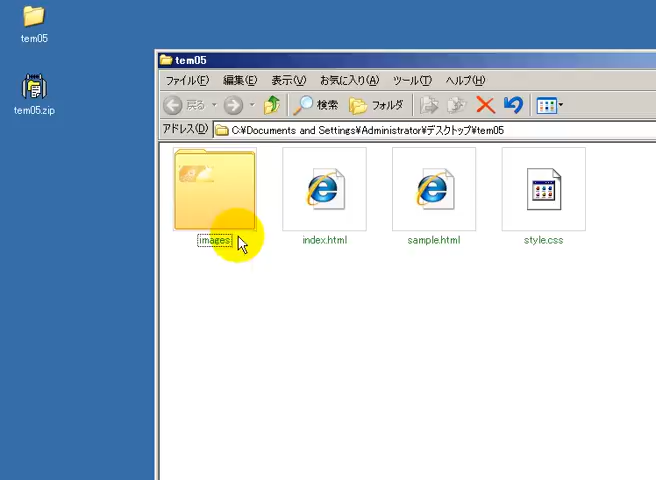 tem05
tem05.zip
tem05
ファイル(F) 編集(E) 表示(V) お気に入り(A) ツール(T) ヘルプ(H)
戻る 検索 フォルダ
アドレス(D) C:¥Documents and Settings¥Administrator¥デスクトップ¥tem05
images index.html sample.html style.css